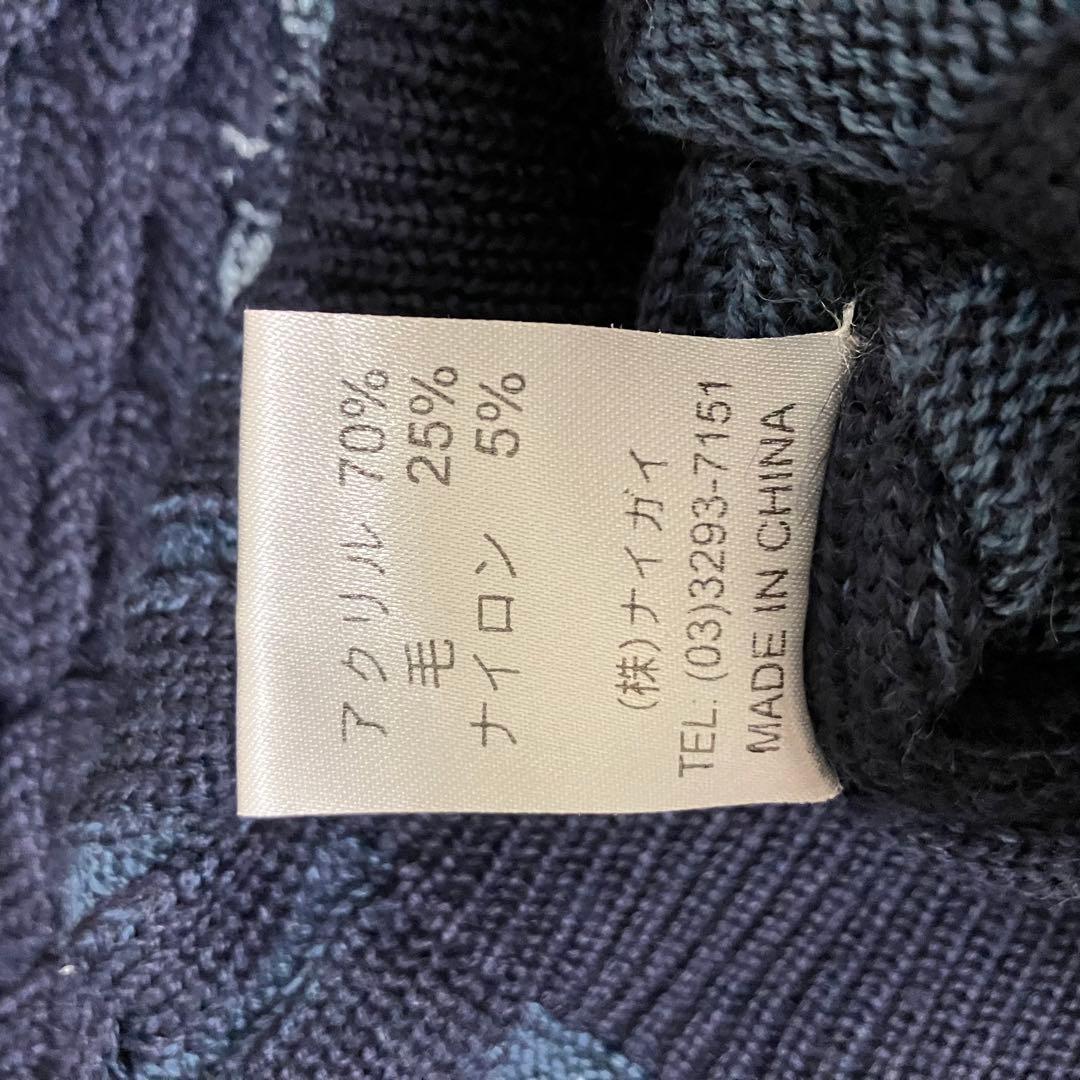 アクリル 70%
毛 25%
ナイロン 5%
(株)ナイガイ
TEL: (03)3293-7151
MADE IN CHINA